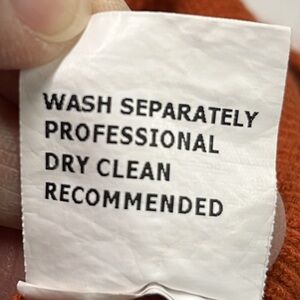 WASH SEPARATELY
PROFESSIONAL
DRY CLEAN
RECOMMENDED